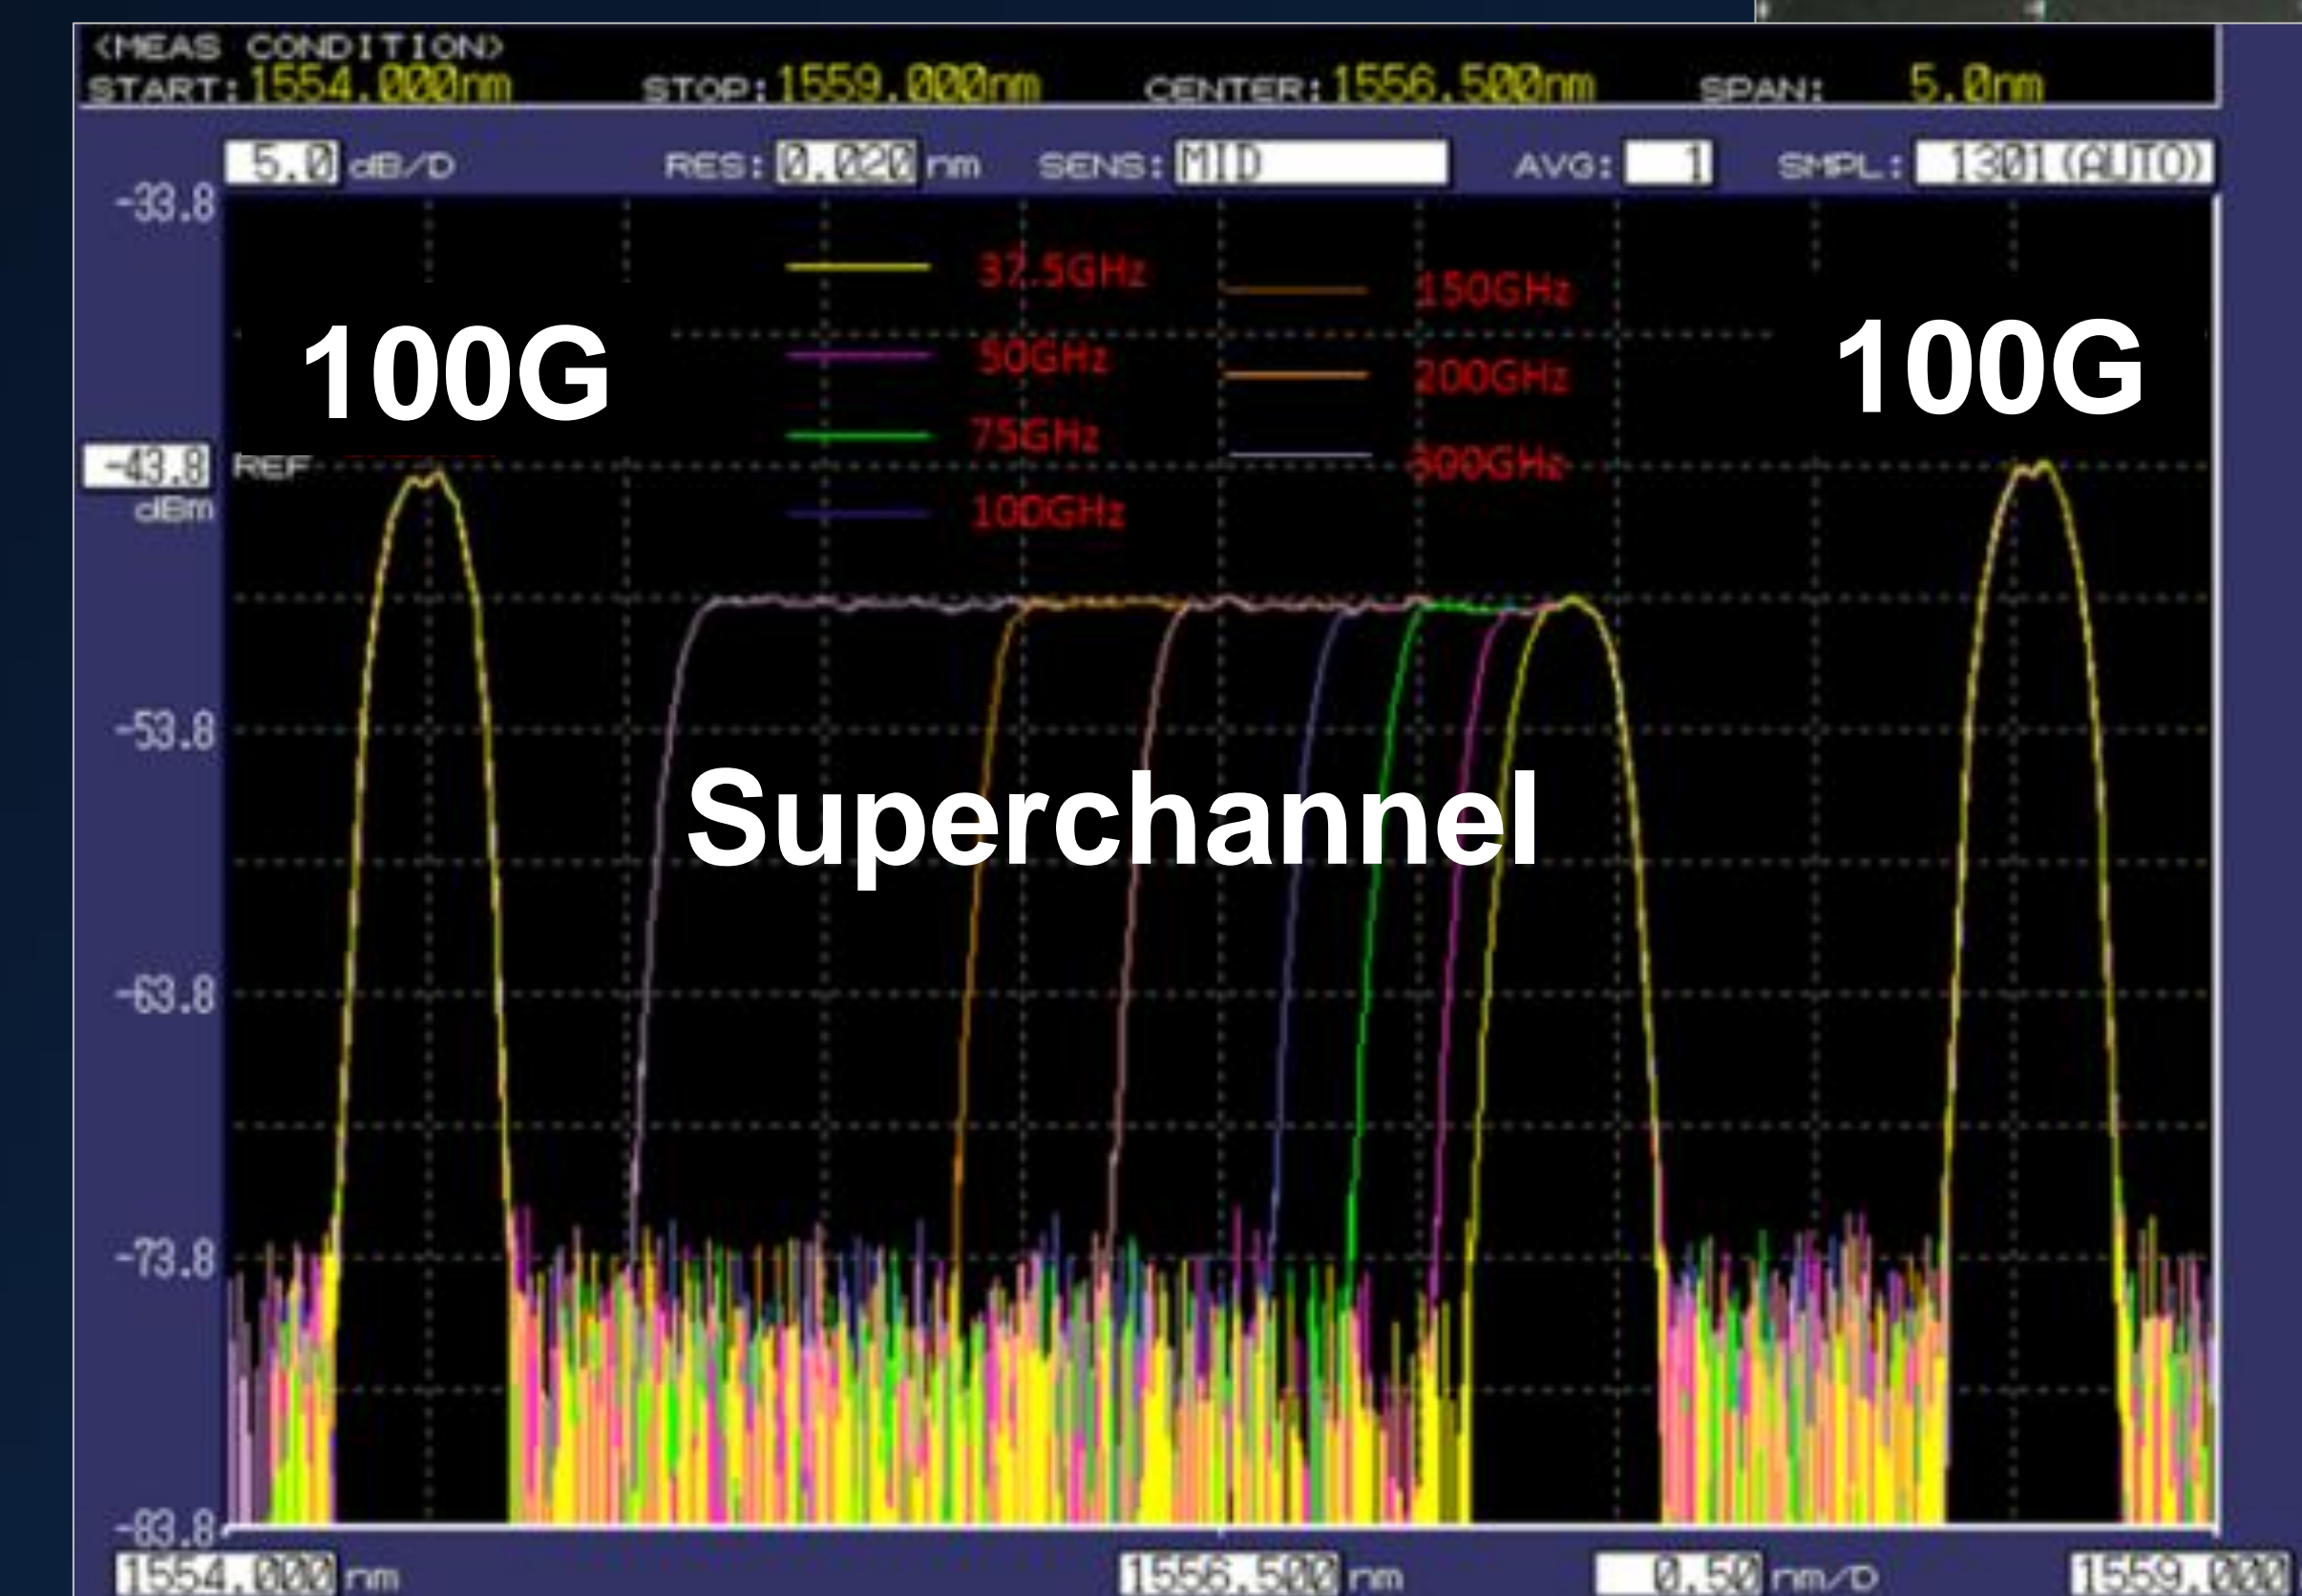 <MEAS CONDITION>
START:1554.000nm STOP:1559.000nm CENTER:1556.500nm SPAN: 5.0nm
5.0 dB/D RES: 0.020 nm SENS: MID AVG: 1 SMPL: 1301(AUTO)
-33.8
37.5GHz 150GHz
100G 100G
50GHz 200GHz
75GHz 300GHz
-43.8 REF
dBm
100GHz
-53.8
Superchannel
-63.8
-73.8
-83.8
1554.000 nm 1556.500 nm 0.50 nm/D 1559.000